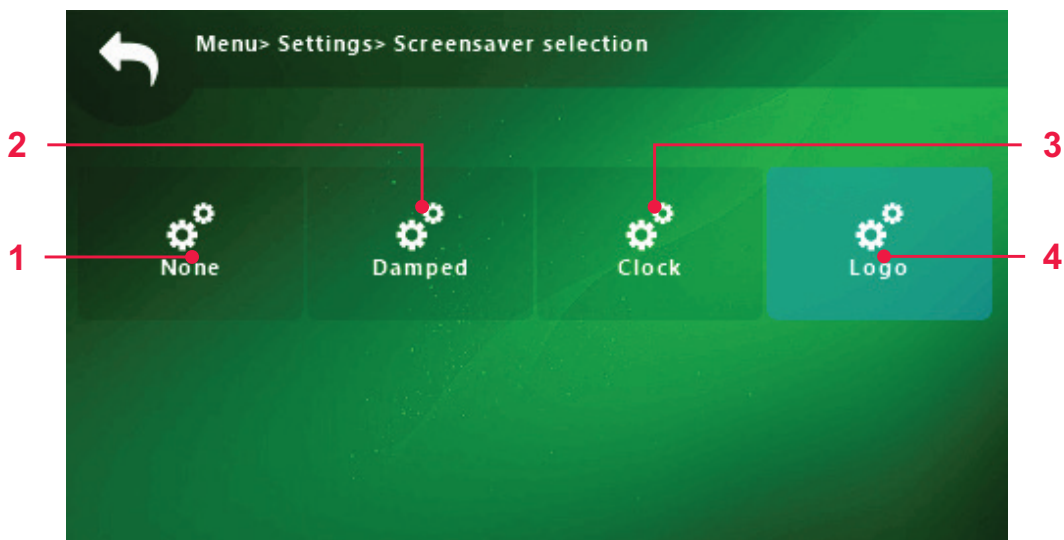 Menu> Settings> Screensaver selection
2
3
1
4
None
Damped
Clock
Logo